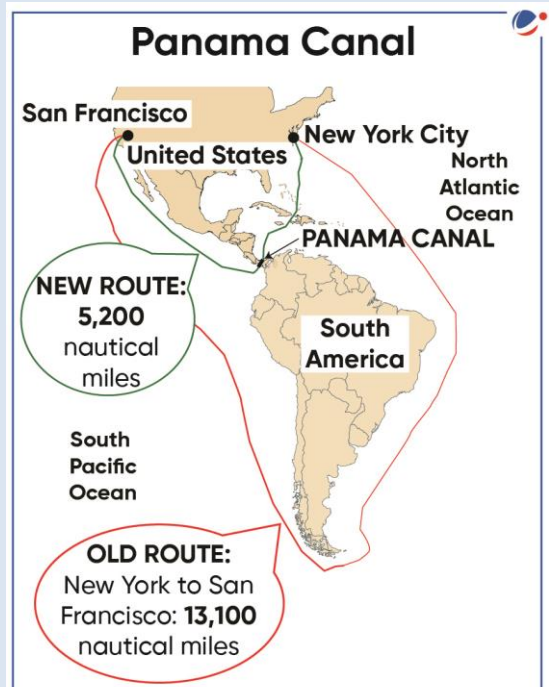 Panama Canal
San Francisco
United States
New York City
North
Atlantic
Ocean
PANAMA CANAL
NEW ROUTE:
5,200
nautical
miles
South
America
South
Pacific
Ocean
OLD ROUTE:
New York to San
Francisco: 13,100
nautical miles